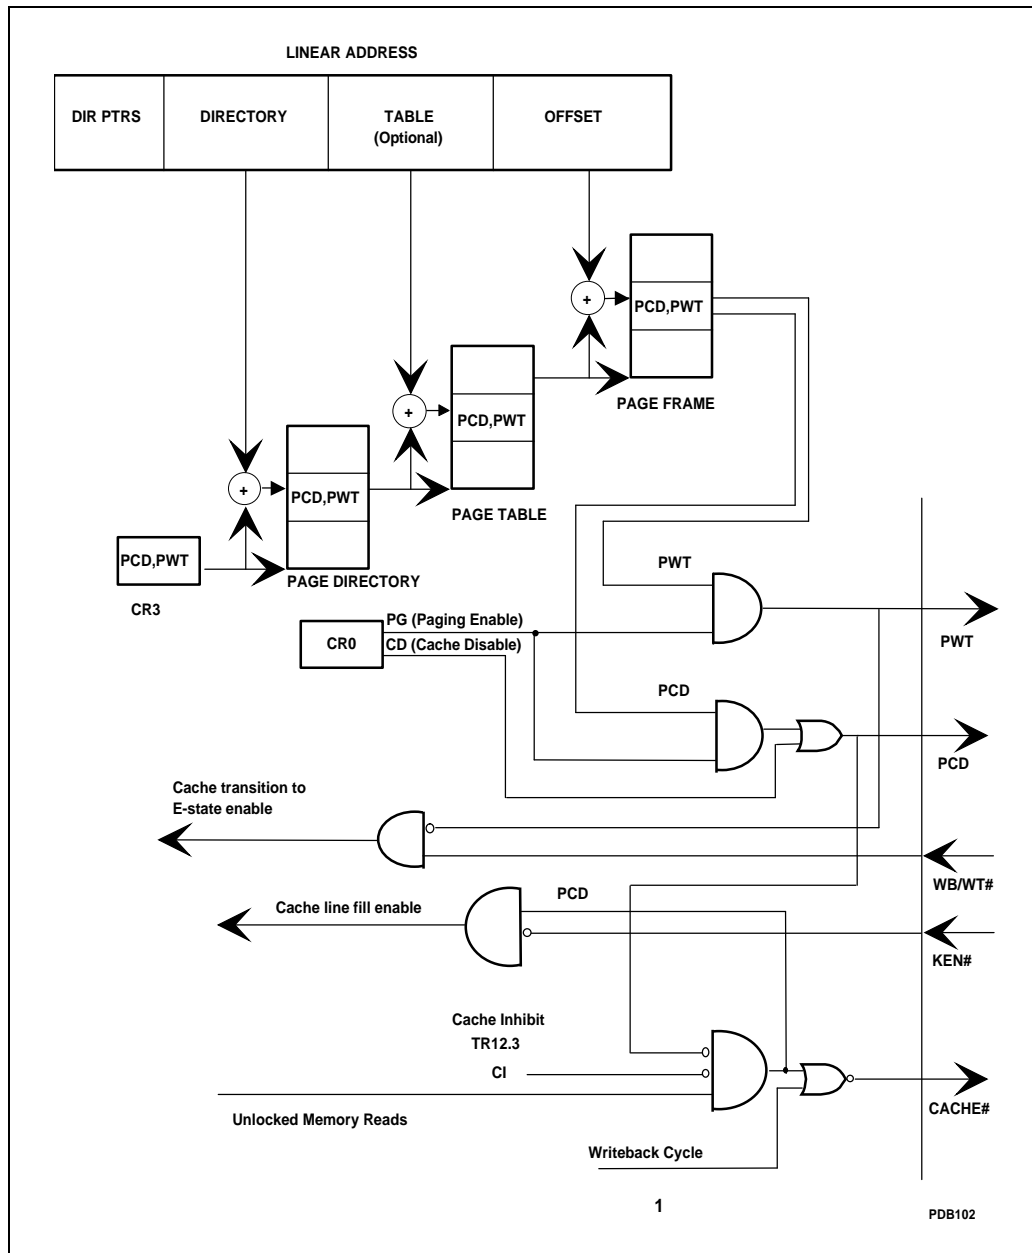 LINEAR ADDRESS
DIR PTRS
DIRECTORY
TABLE
(Optional)
OFFSET
+
PCD,PWT
PAGE FRAME
+
PCD,PWT
PAGE TABLE
+
PCD,PWT
PAGE DIRECTORY
PCD,PWT
CR3
CR0
PG (Paging Enable)
CD (Cache Disable)
PWT
PWT
PCD
PCD
Cache transition to
E-state enable
WB/WT#
PCD
Cache line fill enable
KEN#
Cache Inhibit
TR12.3
CI
Unlocked Memory Reads
CACHE#
Writeback Cycle
1
PDB102